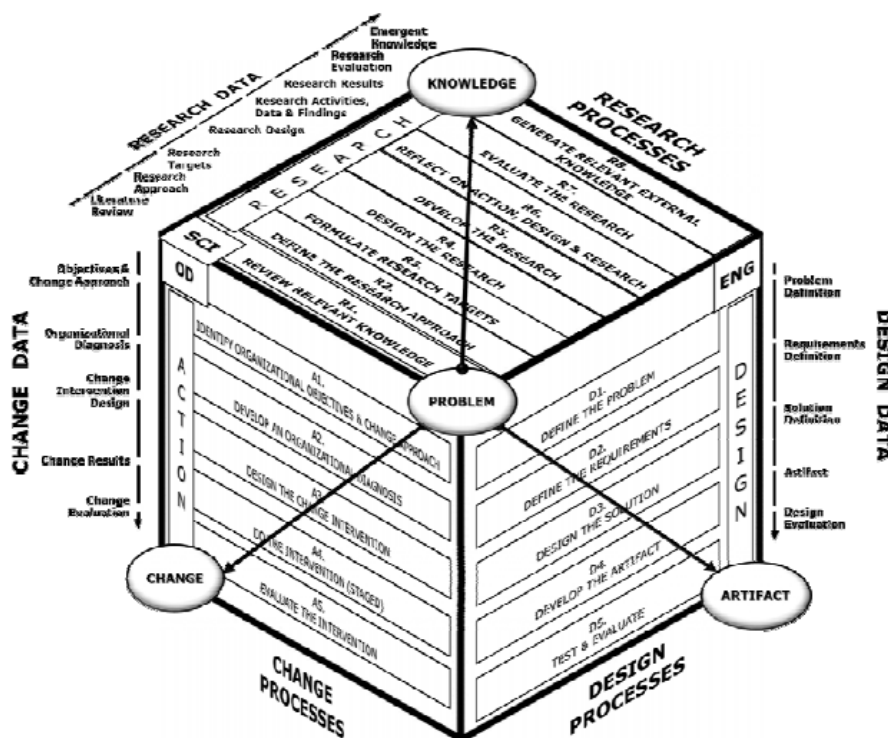 Emergent
Knowledge
Research
Evaluation
Research Results
Research Activities,
Data & Findings
Research Design
Research
Targets
Research
Approach
Literature
Review
RESEARCH DATA
KNOWLEDGE
RESEARCH
PROCESSES
RESEARCH
R8.
GENERATE RELEVANT EXTERNAL
KNOWLEDGE
R7.
EVALUATE THE RESEARCH
R6.
REFLECT ON ACTION, DESIGN & RESEARCH
R5.
DEVELOP THE RESEARCH
R4.
DESIGN THE RESEARCH
R3.
FORMULATE RESEARCH TARGETS
R2.
DEFINE THE RESEARCH APPROACH
R1.
REVIEW RELEVANT KNOWLEDGE
SCI
OD
ENG
CHANGE DATA
Objectives &
Change Approach
Organizational
Diagnosis
Change
Intervention
Design
Change Results
Change
Evaluation
ACTION
A1.
IDENTIFY ORGANIZATIONAL OBJECTIVES & CHANGE APPROACH
A2.
DEVELOP AN ORGANIZATIONAL DIAGNOSIS
A3.
DESIGN THE CHANGE INTERVENTION
A4.
DO THE INTERVENTION (STAGED)
A5.
EVALUATE THE INTERVENTION
PROBLEM
D1.
DEFINE THE PROBLEM
D2.
DEFINE THE REQUIREMENTS
D3.
DESIGN THE SOLUTION
D4.
DEVELOP THE ARTIFACT
D5.
TEST & EVALUATE
DESIGN
Problem
Definition
Requirements
Definition
Solution
Definition
Artifact
Design
Evaluation
DESIGN DATA
CHANGE
ARTIFACT
CHANGE
PROCESSES
DESIGN
PROCESSES